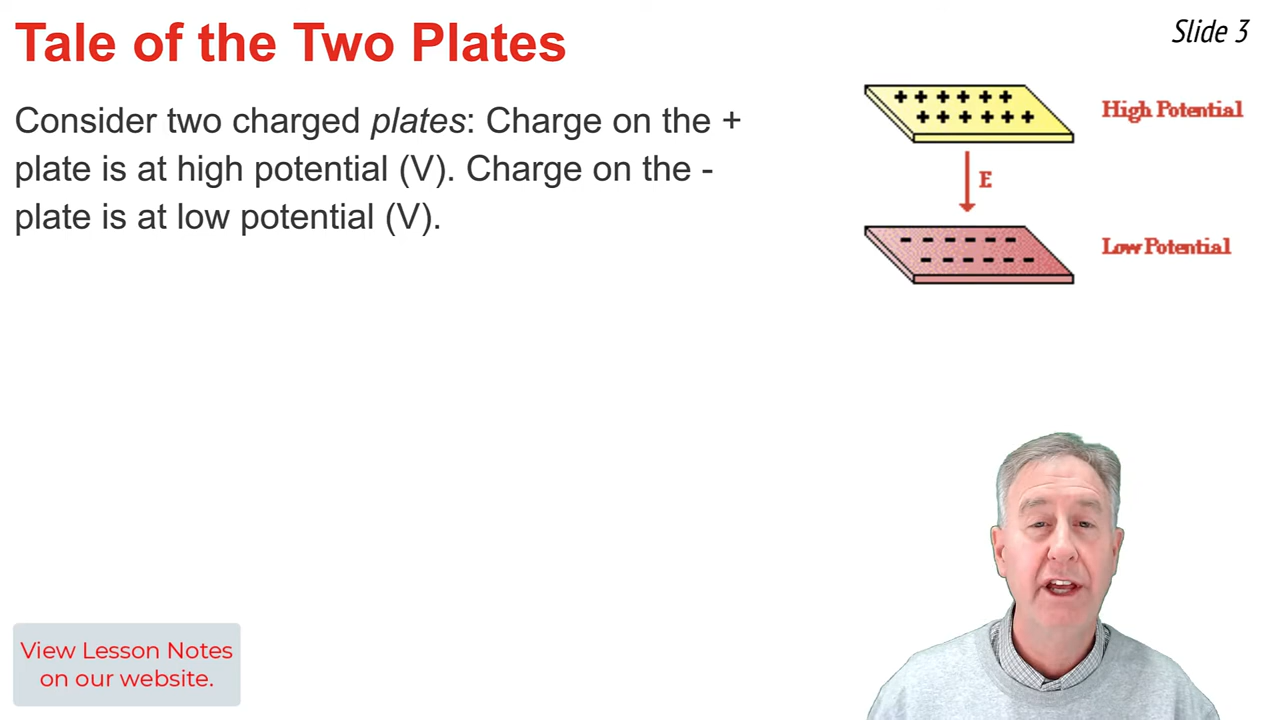 Tale of the Two Plates
Slide 3
Consider two charged plates: Charge on the +
plate is at high potential (V). Charge on the -
plate is at low potential (V).
+ + + + + +
+ + + + + +
High Potential
E
- - - - - -
- - - - - -
Low Potential
View Lesson Notes
on our website.